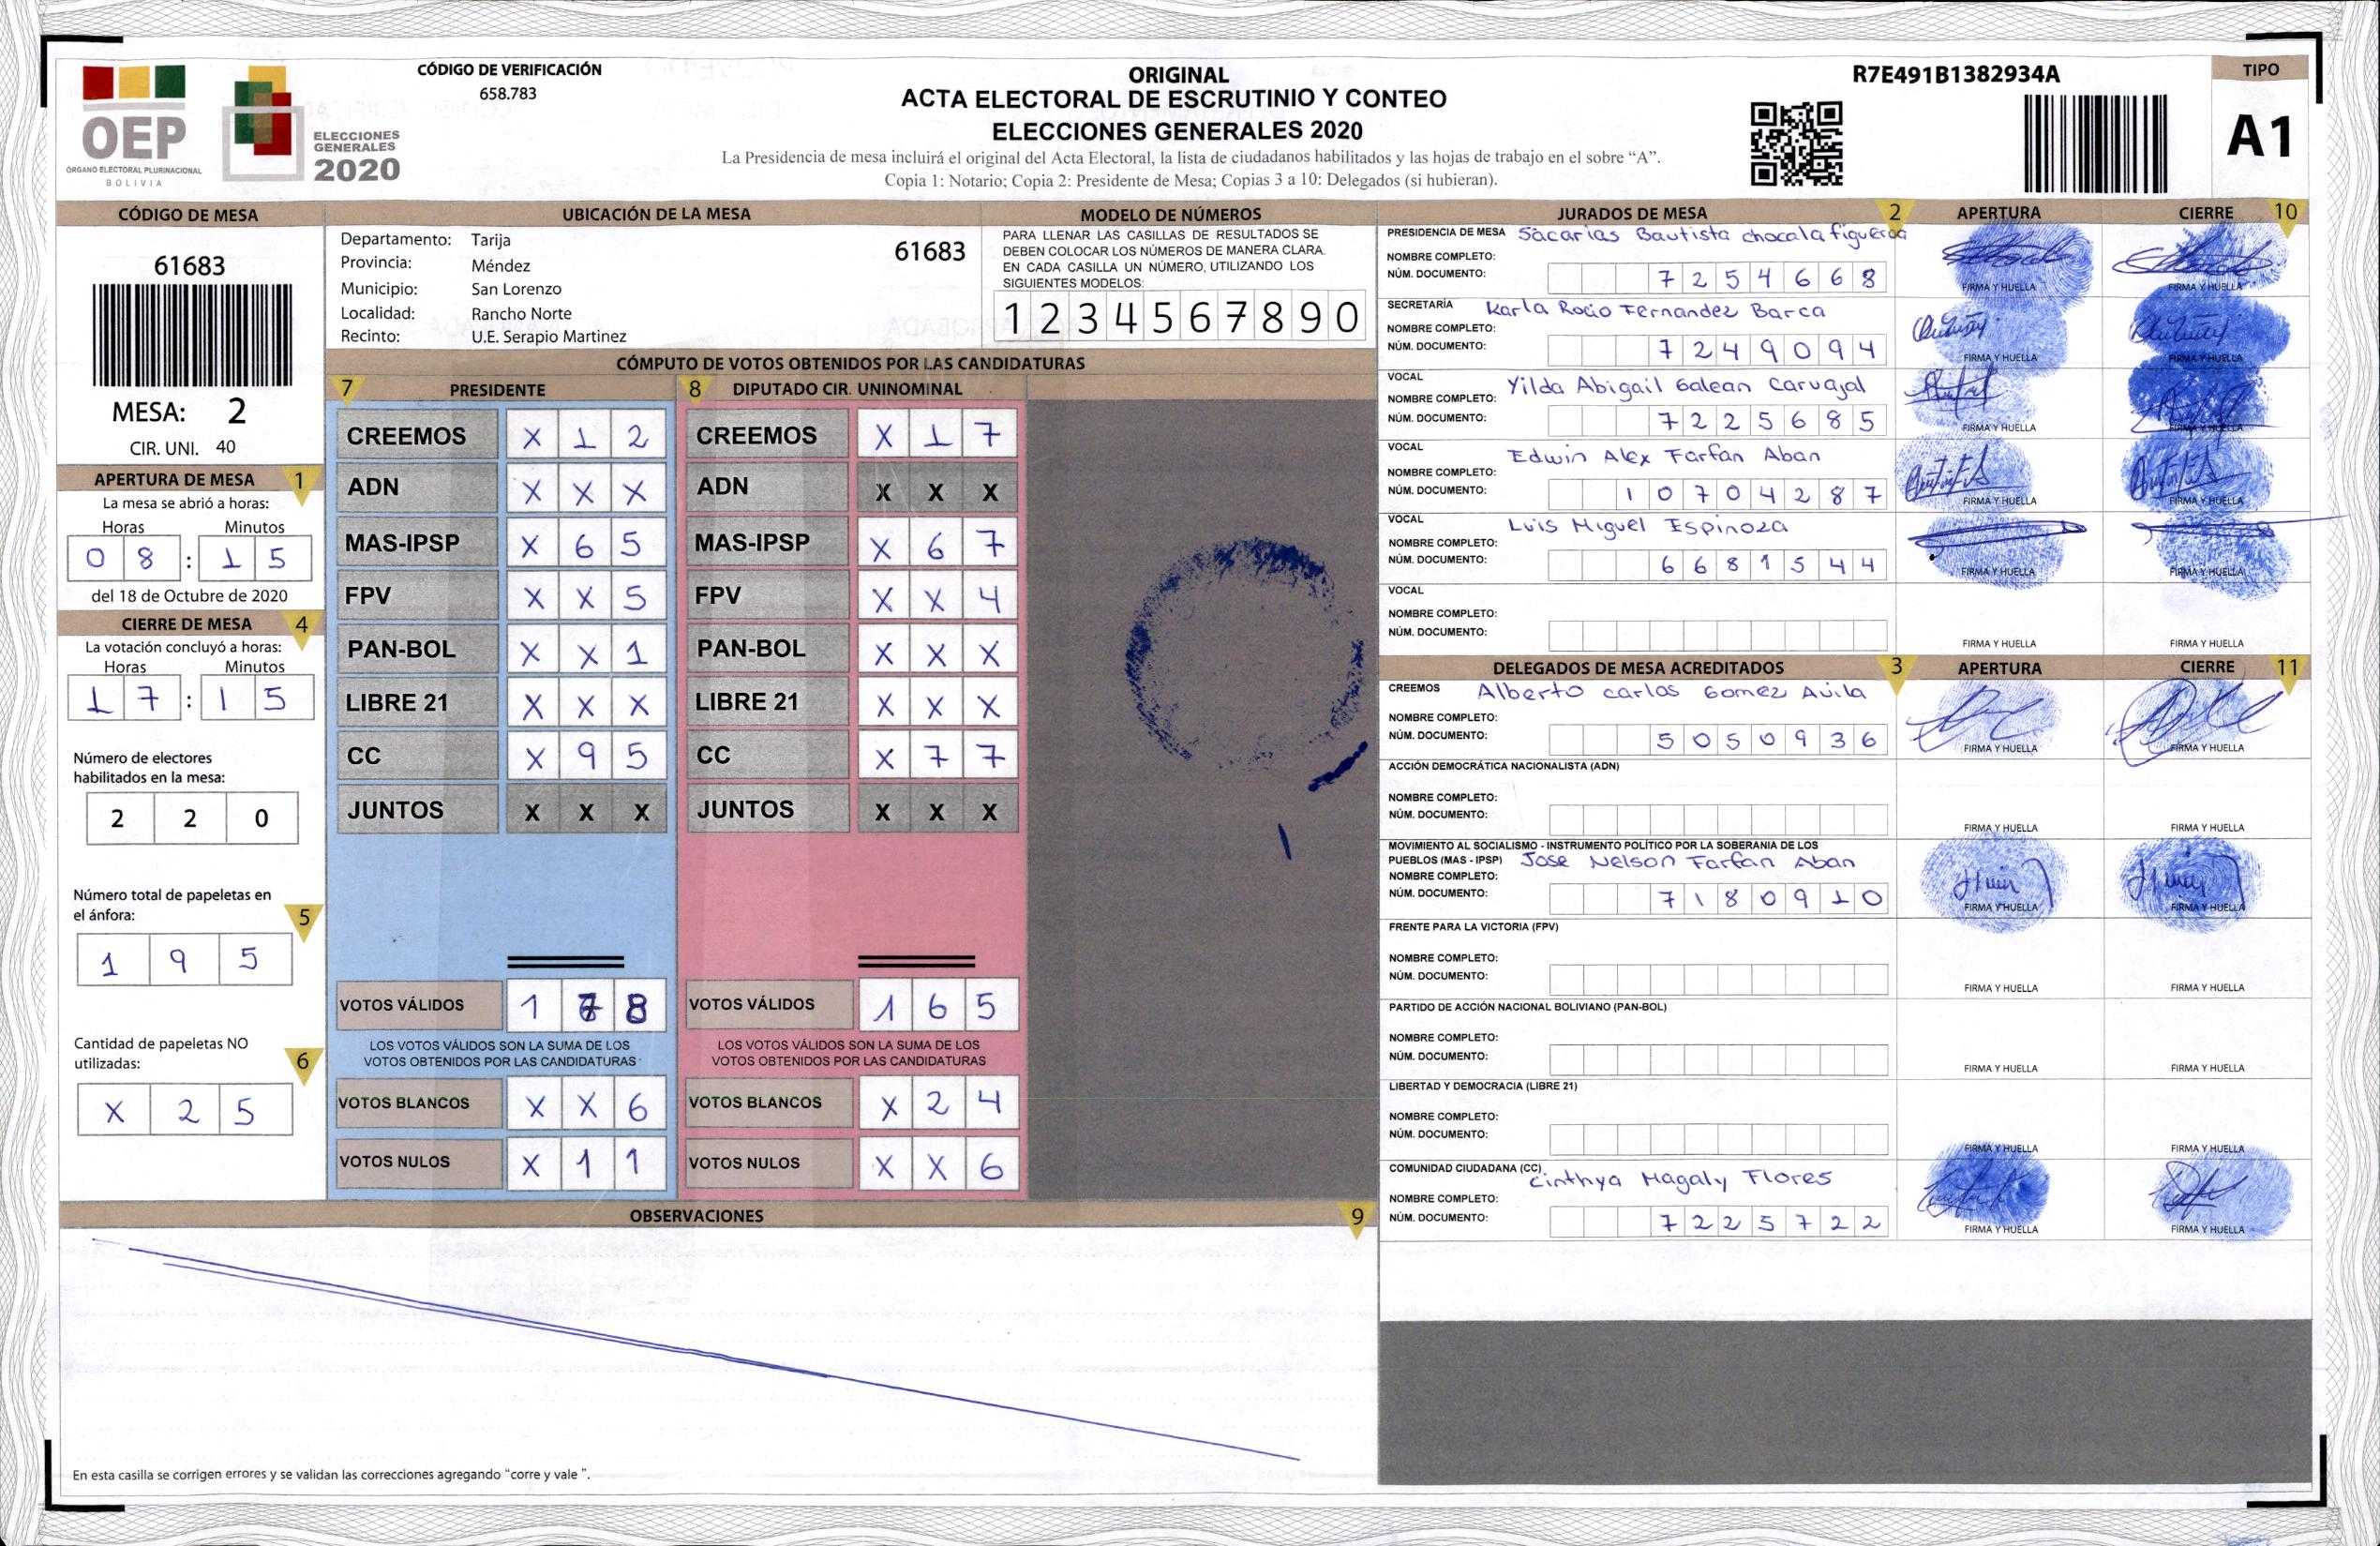 CÓDIGO DE VERIFICACIÓN
658.783
OEP
ÓRGANO ELECTORAL PLURINACIONAL
BOLIVIA
ELECCIONES
GENERALES
2020
ORIGINAL
ACTA ELECTORAL DE ESCRUTINIO Y CONTEO
ELECCIONES GENERALES 2020
La Presidencia de mesa incluirá el original del Acta Electoral, la lista de ciudadanos habilitados y las hojas de trabajo en el sobre “A”.
Copia 1: Notario; Copia 2: Presidente de Mesa; Copias 3 a 10: Delegados (si hubieran).
R7E491B1382934A
TIPO
A1
CÓDIGO DE MESA
61683
MESA: 2
CIR. UNI. 40
APERTURA DE MESA 1
La mesa se abrió a horas:
Horas Minutos
0 8 : 1 5
del 18 de Octubre de 2020
CIERRE DE MESA 4
La votación concluyó a horas:
Horas Minutos
1 7 : 1 5
Número de electores
habilitados en la mesa:
2 2 0
Número total de papeletas en
el ánfora: 5
1 9 5
Cantidad de papeletas NO
utilizadas: 6
X 2 5
UBICACIÓN DE LA MESA
Departamento: Tarija
Provincia: Méndez
Municipio: San Lorenzo
Localidad: Rancho Norte
Recinto: U.E. Serapio Martinez
61683
MODELO DE NÚMEROS
PARA LLENAR LAS CASILLAS DE RESULTADOS SE
DEBEN COLOCAR LOS NÚMEROS DE MANERA CLARA.
EN CADA CASILLA UN NÚMERO, UTILIZANDO LOS
SIGUIENTES MODELOS:
1 2 3 4 5 6 7 8 9 0
CÓMPUTO DE VOTOS OBTENIDOS POR LAS CANDIDATURAS
7 PRESIDENTE 8 DIPUTADO CIR. UNINOMINAL
CREEMOS X 1 2 CREEMOS X 1 7
ADN X X X ADN X X X
MAS-IPSP X 6 5 MAS-IPSP X 6 7
FPV X X 5 FPV X X 4
PAN-BOL X X 1 PAN-BOL X X X
LIBRE 21 X X X LIBRE 21 X X X
CC X 9 5 CC X 7 7
JUNTOS X X X JUNTOS X X X
VOTOS VÁLIDOS 1 7 8 VOTOS VÁLIDOS 1 6 5
LOS VOTOS VÁLIDOS SON LA SUMA DE LOS LOS VOTOS VÁLIDOS SON LA SUMA DE LOS
VOTOS OBTENIDOS POR LAS CANDIDATURAS VOTOS OBTENIDOS POR LAS CANDIDATURAS
VOTOS BLANCOS X X 6 VOTOS BLANCOS X 2 4
VOTOS NULOS X 1 1 VOTOS NULOS X X 6
OBSERVACIONES 9
En esta casilla se corrigen errores y se validan las correcciones agregando “corre y vale ”.
JURADOS DE MESA 2 APERTURA CIERRE 10
PRESIDENCIA DE MESA Sacarias Bautista chocala figueroa
NOMBRE COMPLETO:
NÚM. DOCUMENTO: 7 2 5 4 6 6 8
FIRMA Y HUELLA FIRMA Y HUELLA
SECRETARÍA Karla Rocio Fernandez Barca
NOMBRE COMPLETO:
NÚM. DOCUMENTO: 7 2 4 9 0 9 4
FIRMA Y HUELLA FIRMA Y HUELLA
VOCAL Yilda Abigail Galean Carvajal
NOMBRE COMPLETO:
NÚM. DOCUMENTO: 7 2 2 5 6 8 5
FIRMA Y HUELLA FIRMA Y HUELLA
VOCAL Edwin Alex Farfan Aban
NOMBRE COMPLETO:
NÚM. DOCUMENTO: 1 0 7 0 4 2 8 7
FIRMA Y HUELLA FIRMA Y HUELLA
VOCAL Luis Miguel Espinoza
NOMBRE COMPLETO:
NÚM. DOCUMENTO: 6 6 8 1 5 4 4
FIRMA Y HUELLA FIRMA Y HUELLA
VOCAL
NOMBRE COMPLETO:
NÚM. DOCUMENTO:
FIRMA Y HUELLA FIRMA Y HUELLA
DELEGADOS DE MESA ACREDITADOS 3 APERTURA CIERRE 11
CREEMOS Alberto carlos Gomez Avila
NOMBRE COMPLETO:
NÚM. DOCUMENTO: 5 0 5 0 9 3 6
FIRMA Y HUELLA FIRMA Y HUELLA
ACCIÓN DEMOCRÁTICA NACIONALISTA (ADN)
NOMBRE COMPLETO:
NÚM. DOCUMENTO:
FIRMA Y HUELLA FIRMA Y HUELLA
MOVIMIENTO AL SOCIALISMO - INSTRUMENTO POLÍTICO POR LA SOBERANIA DE LOS
PUEBLOS (MAS - IPSP) Jose Nelson Farfan Aban
NOMBRE COMPLETO:
NÚM. DOCUMENTO: 7 1 8 0 9 1 0
FIRMA Y HUELLA FIRMA Y HUELLA
FRENTE PARA LA VICTORIA (FPV)
NOMBRE COMPLETO:
NÚM. DOCUMENTO:
FIRMA Y HUELLA FIRMA Y HUELLA
PARTIDO DE ACCIÓN NACIONAL BOLIVIANO (PAN-BOL)
NOMBRE COMPLETO:
NÚM. DOCUMENTO:
FIRMA Y HUELLA FIRMA Y HUELLA
LIBERTAD Y DEMOCRACIA (LIBRE 21)
NOMBRE COMPLETO:
NÚM. DOCUMENTO:
FIRMA Y HUELLA FIRMA Y HUELLA
COMUNIDAD CIUDADANA (CC) Cinthya Magaly Flores
NOMBRE COMPLETO:
NÚM. DOCUMENTO: 7 2 2 5 7 2 2
FIRMA Y HUELLA FIRMA Y HUELLA